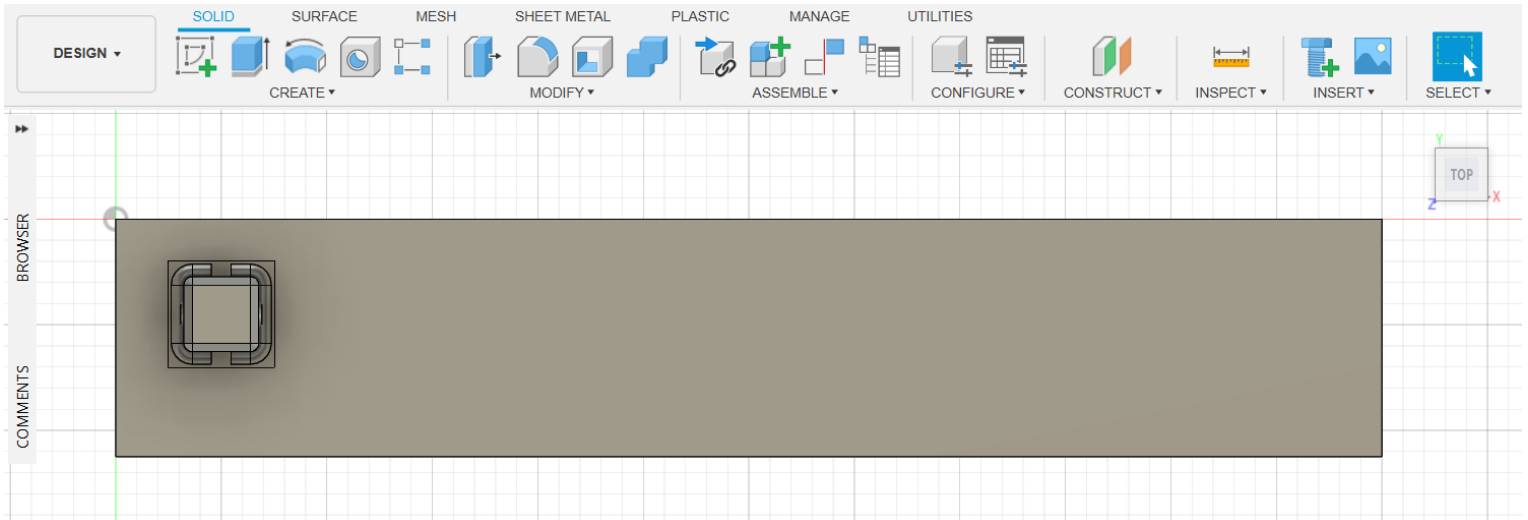 SOLID SURFACE MESH SHEET METAL PLASTIC MANAGE UTILITIES
DESIGN ▾
CREATE ▾ MODIFY ▾ ASSEMBLE ▾ CONFIGURE ▾ CONSTRUCT ▾ INSPECT ▾ INSERT ▾ SELECT ▾
BROWSER
COMMENTS
Y
TOP
X
Z